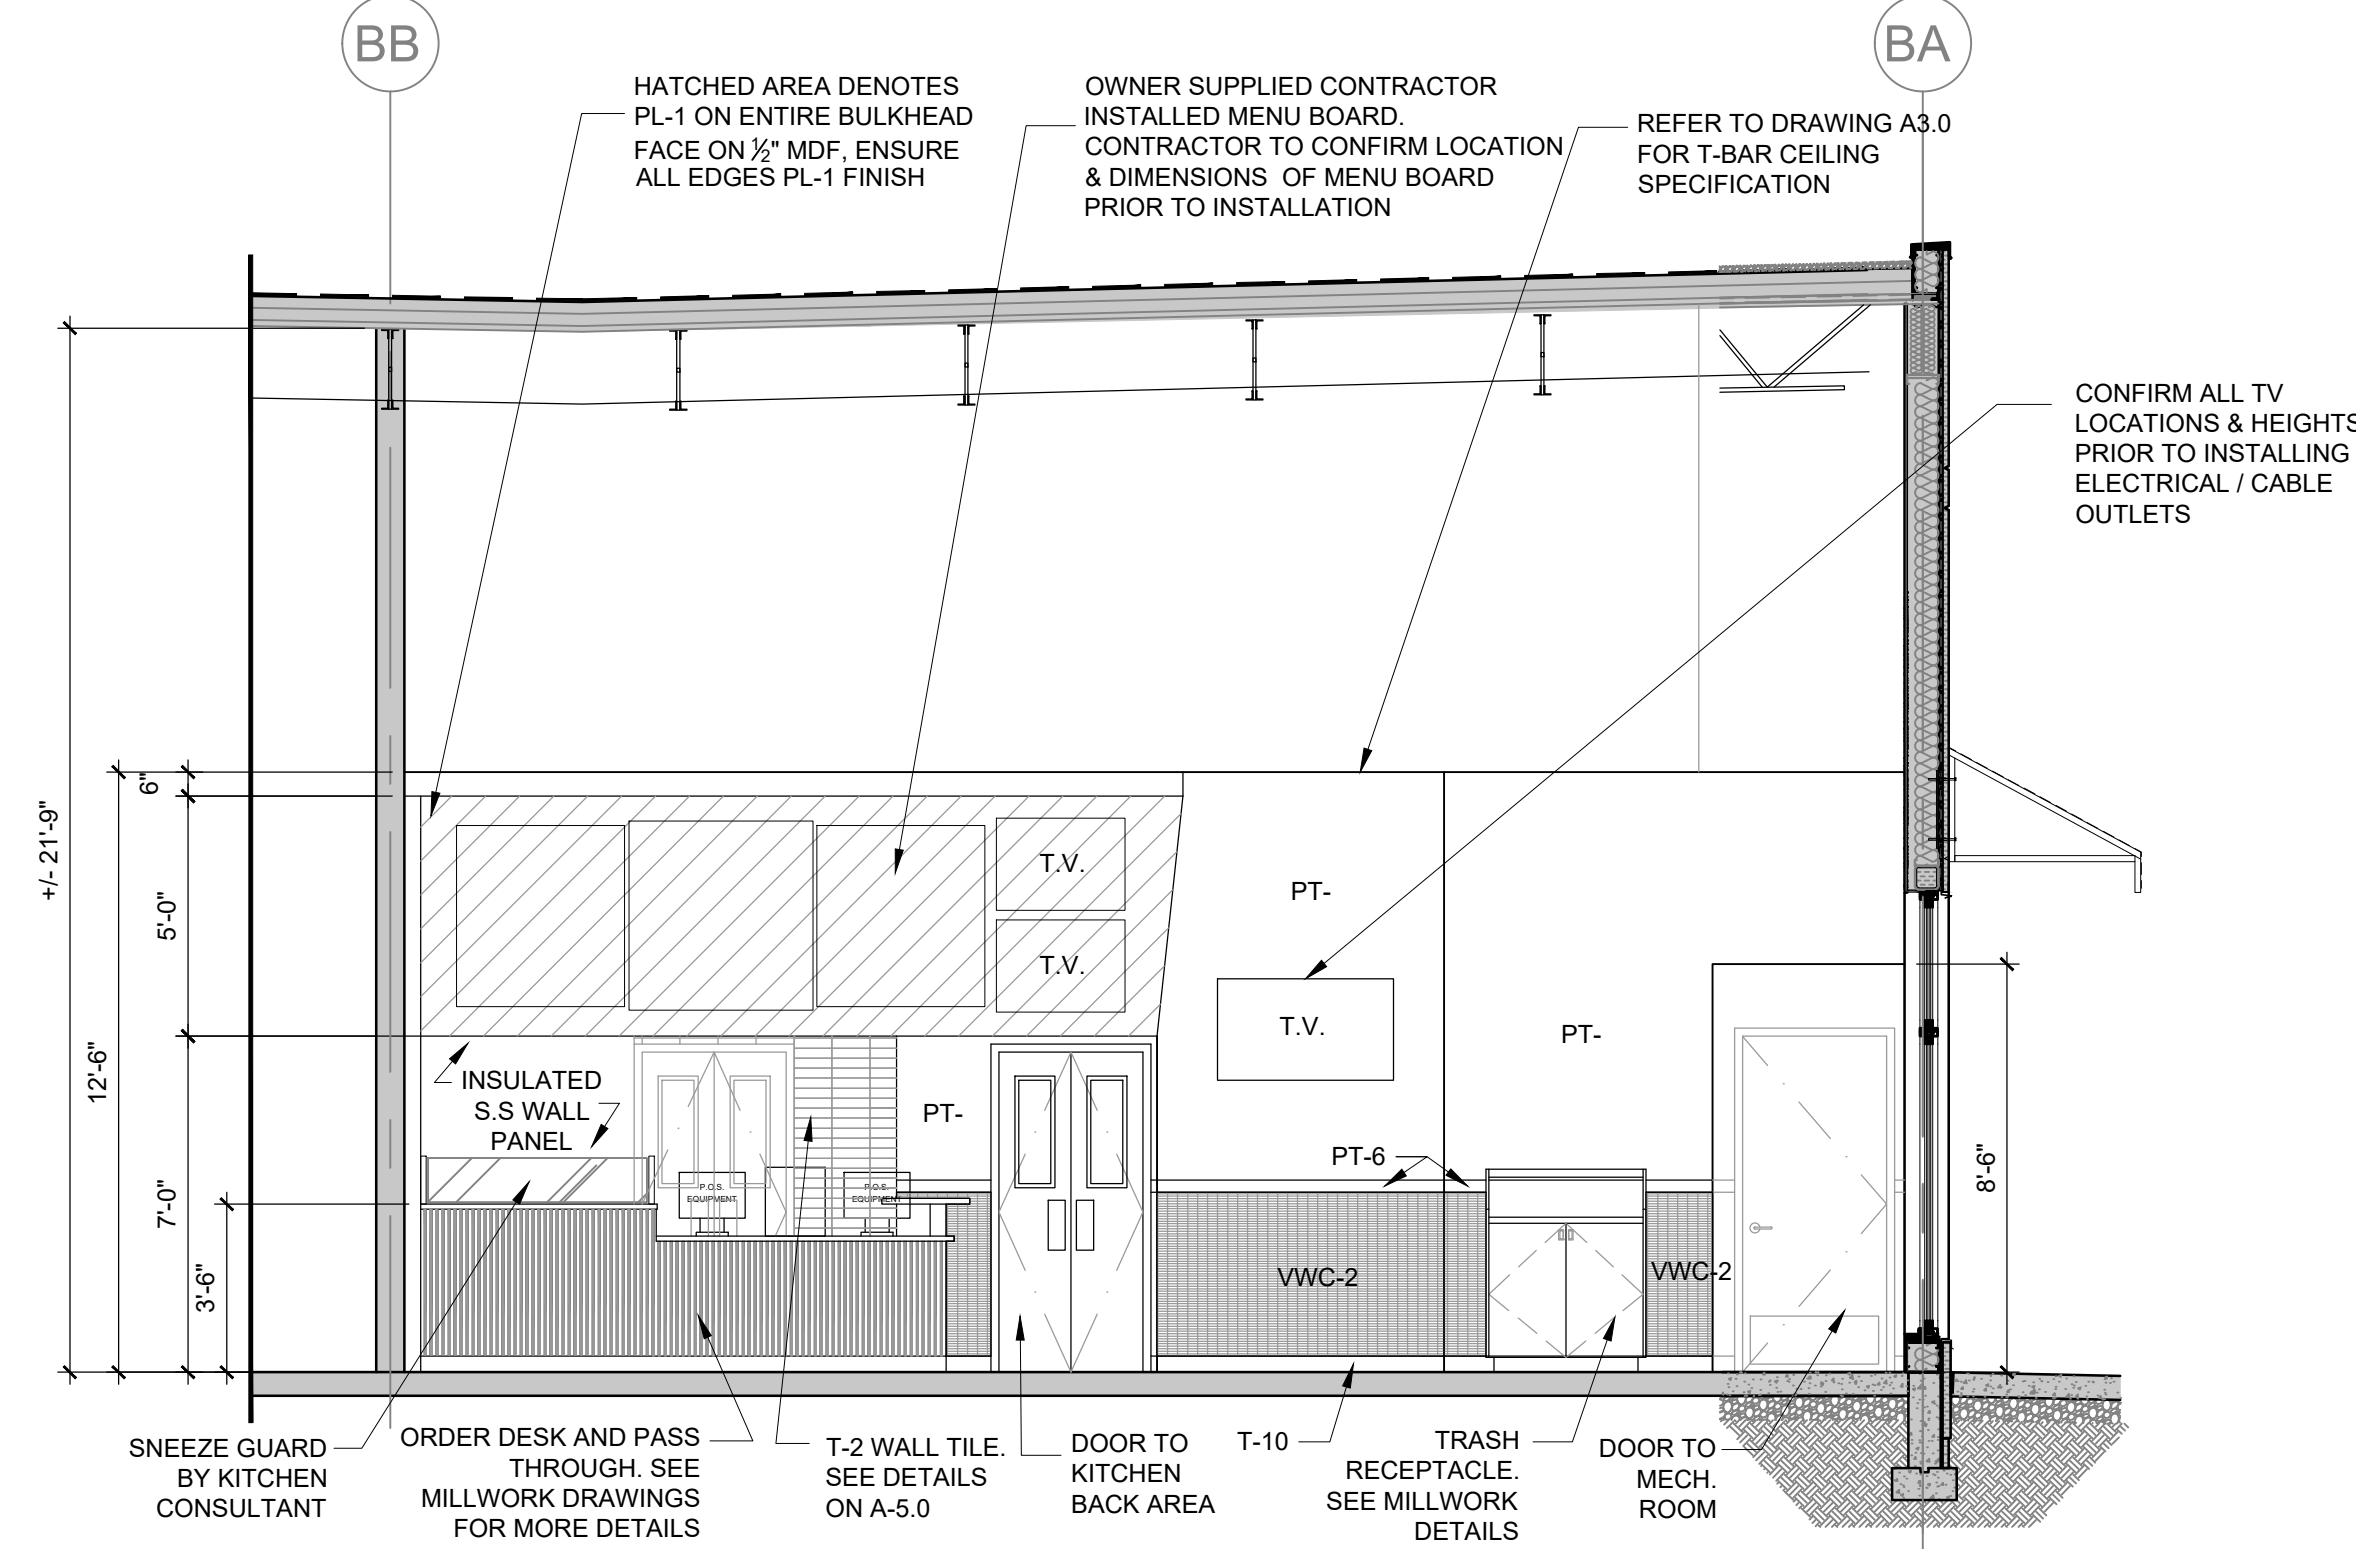 BB
BA
HATCHED AREA DENOTES
PL-1 ON ENTIRE BULKHEAD
FACE ON ½" MDF, ENSURE
ALL EDGES PL-1 FINISH
OWNER SUPPLIED CONTRACTOR
INSTALLED MENU BOARD.
CONTRACTOR TO CONFIRM LOCATION
& DIMENSIONS OF MENU BOARD
PRIOR TO INSTALLATION
REFER TO DRAWING A3.0
FOR T-BAR CEILING
SPECIFICATION
CONFIRM ALL TV
LOCATIONS & HEIGHTS
PRIOR TO INSTALLING
ELECTRICAL / CABLE
OUTLETS
+/- 21'-9"
12'-6"
6"
5'-0"
7'-0"
3'-6"
8'-6"
T.V.
T.V.
T.V.
PT-
PT-
PT-
PT-6
INSULATED
S.S WALL
PANEL
P.O.S.
EQUIPMENT
P.O.S.
EQUIPMENT
VWC-2
VWC-2
SNEEZE GUARD
BY KITCHEN
CONSULTANT
ORDER DESK AND PASS
THROUGH. SEE
MILLWORK DRAWINGS
FOR MORE DETAILS
T-2 WALL TILE.
SEE DETAILS
ON A-5.0
DOOR TO
KITCHEN
BACK AREA
T-10
TRASH
RECEPTACLE.
SEE MILLWORK
DETAILS
DOOR TO
MECH.
ROOM